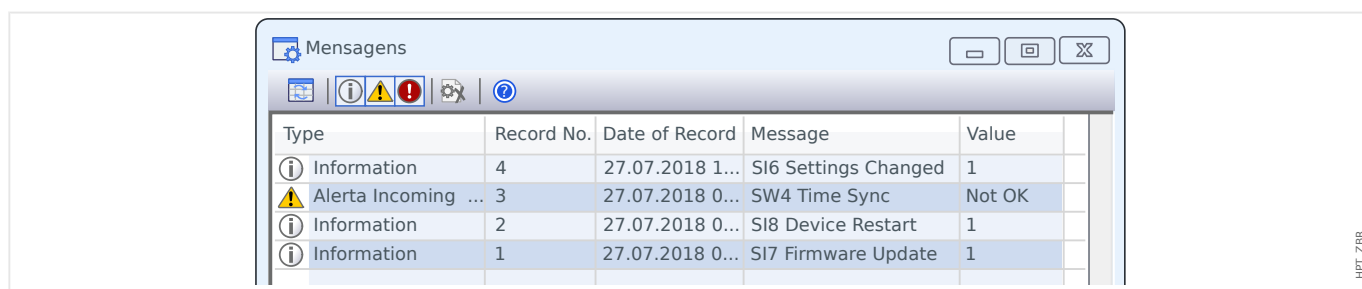 Mensagens
Type Record No. Date of Record Message Value
Information 4 27.07.2018 1... SI6 Settings Changed 1
Alerta Incoming ... 3 27.07.2018 0... SW4 Time Sync Not OK
Information 2 27.07.2018 0... SI8 Device Restart 1
Information 1 27.07.2018 0... SI7 Firmware Update 1